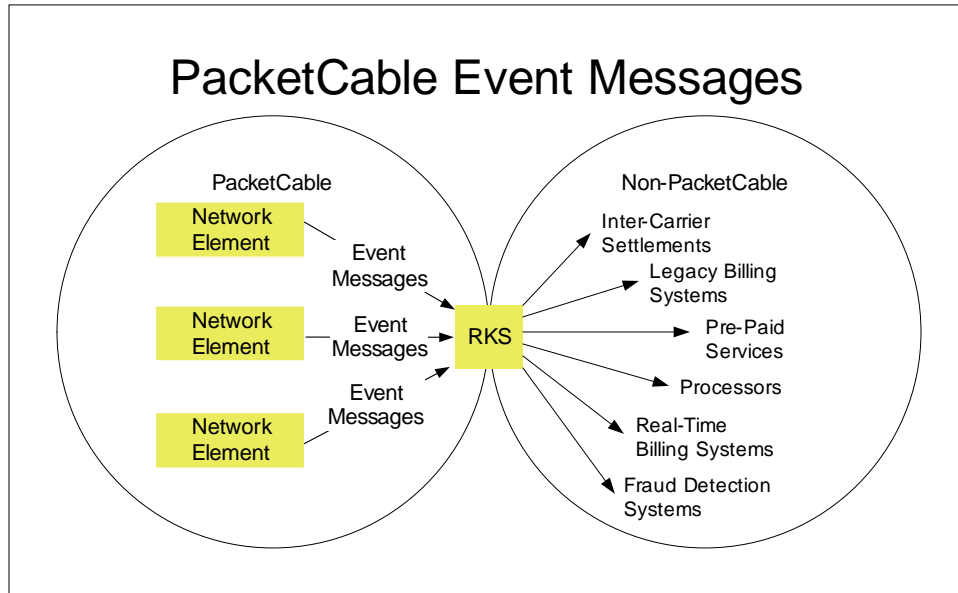 PacketCable Event Messages
PacketCable
Network
Element
Network
Element
Network
Element
Event
Messages
Event
Messages
Event
Messages
RKS
Non-PacketCable
Inter-Carrier
Settlements
Legacy Billing
Systems
Pre-Paid
Services
Processors
Real-Time
Billing Systems
Fraud Detection
Systems